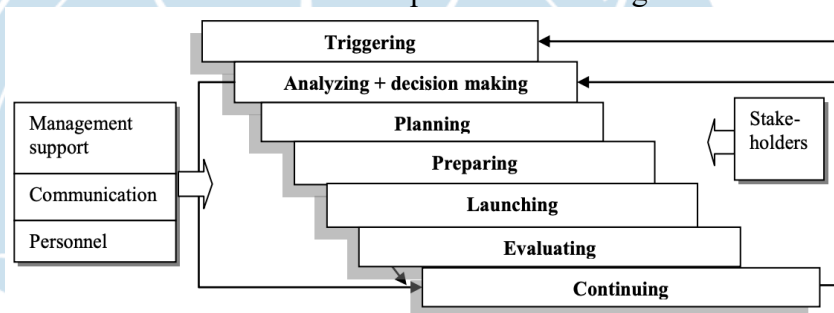 Triggering
Analyzing + decision making
Planning
Preparing
Launching
Evaluating
Continuing
Management
support
Communication
Personnel
Stake-
holders